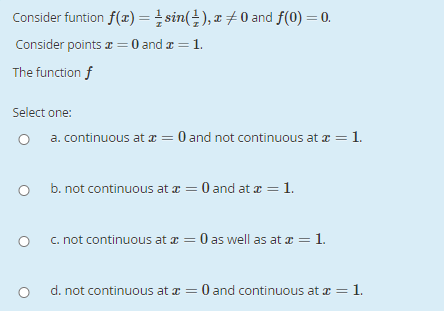 Consider funtion f(x) = 1/x sin(1/x), x ≠ 0 and f(0) = 0.
Consider points x = 0 and x = 1.
The function f
Select one:
a. continuous at x = 0 and not continuous at x = 1.
b. not continuous at x = 0 and at x = 1.
c. not continuous at x = 0 as well as at x = 1.
d. not continuous at x = 0 and continuous at x = 1.